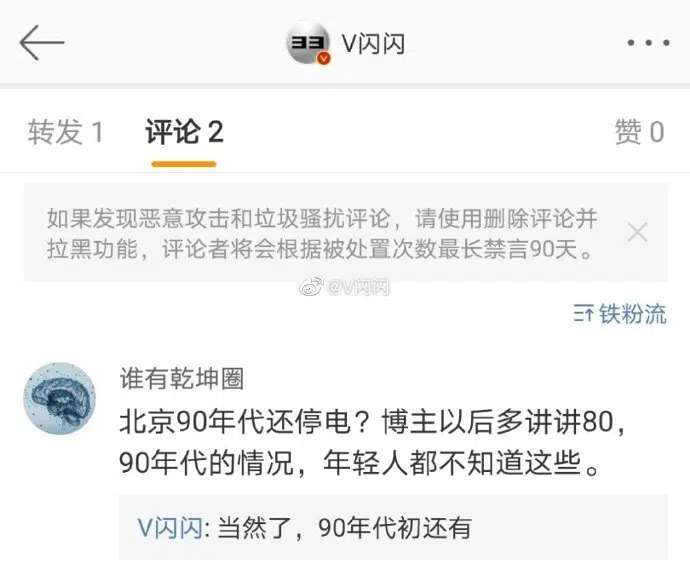 V闪闪
转发 1
评论 2
赞 0
如果发现恶意攻击和垃圾骚扰评论，请使用删除评论并
拉黑功能，评论者将会根据被处置次数最长禁言90天。
@V闪闪
铁粉流
谁有乾坤圈
北京90年代还停电？博主以后多讲讲80，
90年代的情况，年轻人都不知道这些。
V闪闪: 当然了，90年代初还有